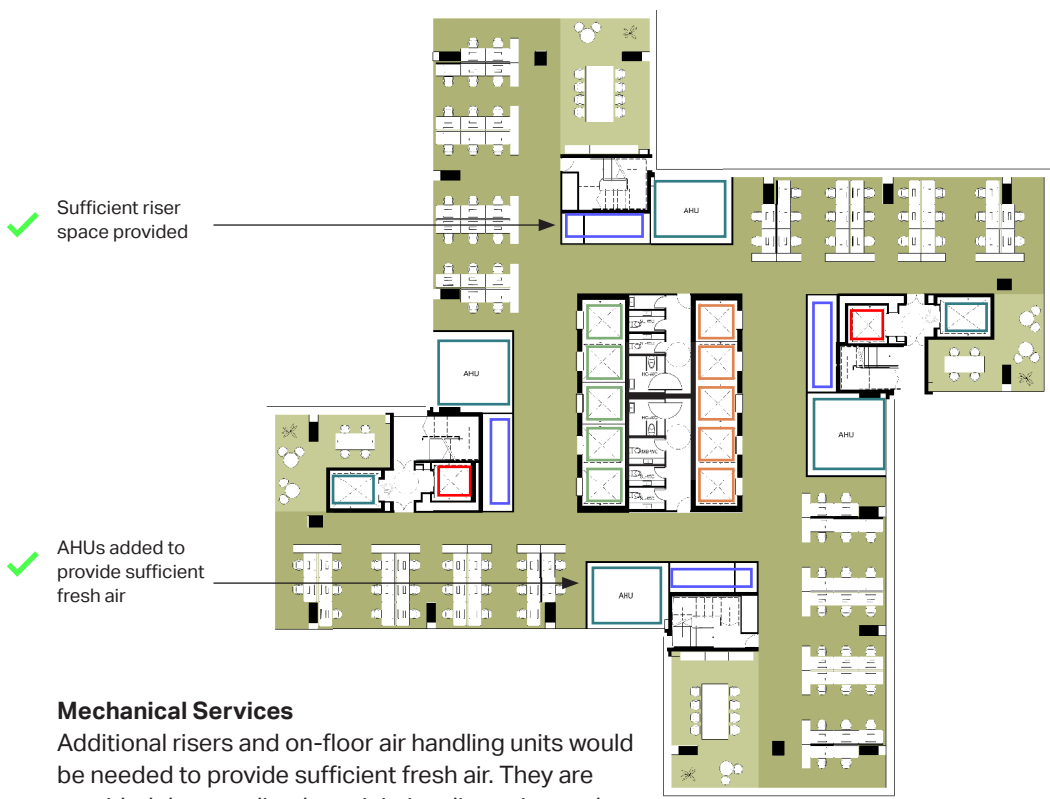 AHU
Sufficient riser
space provided
AHU
AHU
AHUs added to
provide sufficient
fresh air
AHU
Mechanical Services
Additional risers and on-floor air handling units would
be needed to provide sufficient fresh air. They are